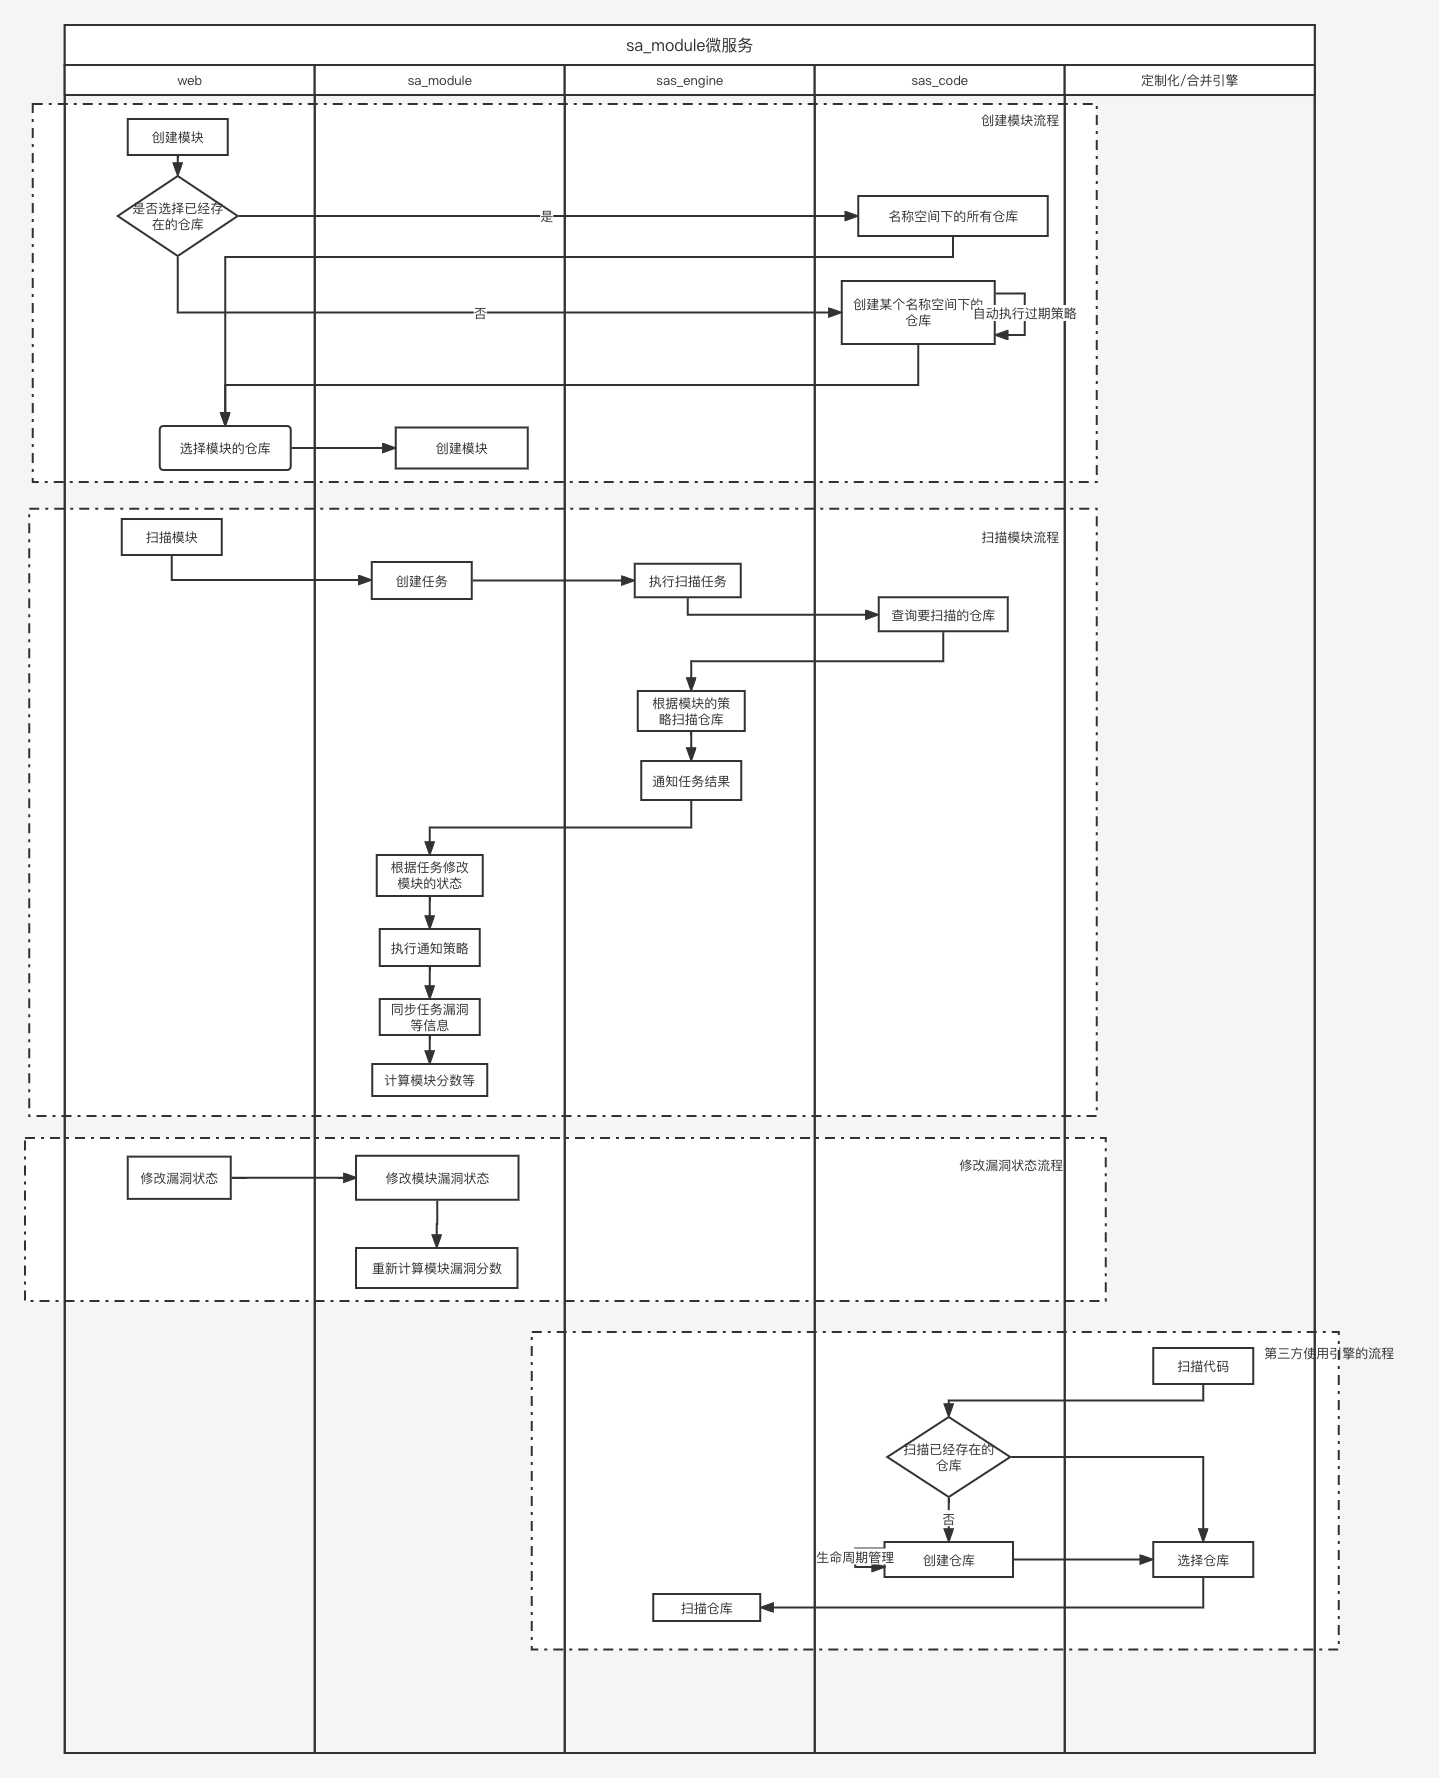 sa_module微服务
web
sa_module
sas_engine
sas_code
定制化/合并引擎
创建模块流程
创建模块
是否选择已经存
在的仓库
是
名称空间下的所有仓库
否
创建某个名称空间下的
仓库
自动执行过期策略
选择模块的仓库
创建模块
扫描模块
扫描模块流程
创建任务
执行扫描任务
查询要扫描的仓库
根据模块的策
略扫描仓库
通知任务结果
根据任务修改
模块的状态
执行通知策略
同步任务漏洞
等信息
计算模块分数等
修改漏洞状态流程
修改漏洞状态
修改模块漏洞状态
重新计算模块漏洞分数
第三方使用引擎的流程
扫描代码
扫描已经存在的
仓库
否
生命周期管理
创建仓库
选择仓库
扫描仓库